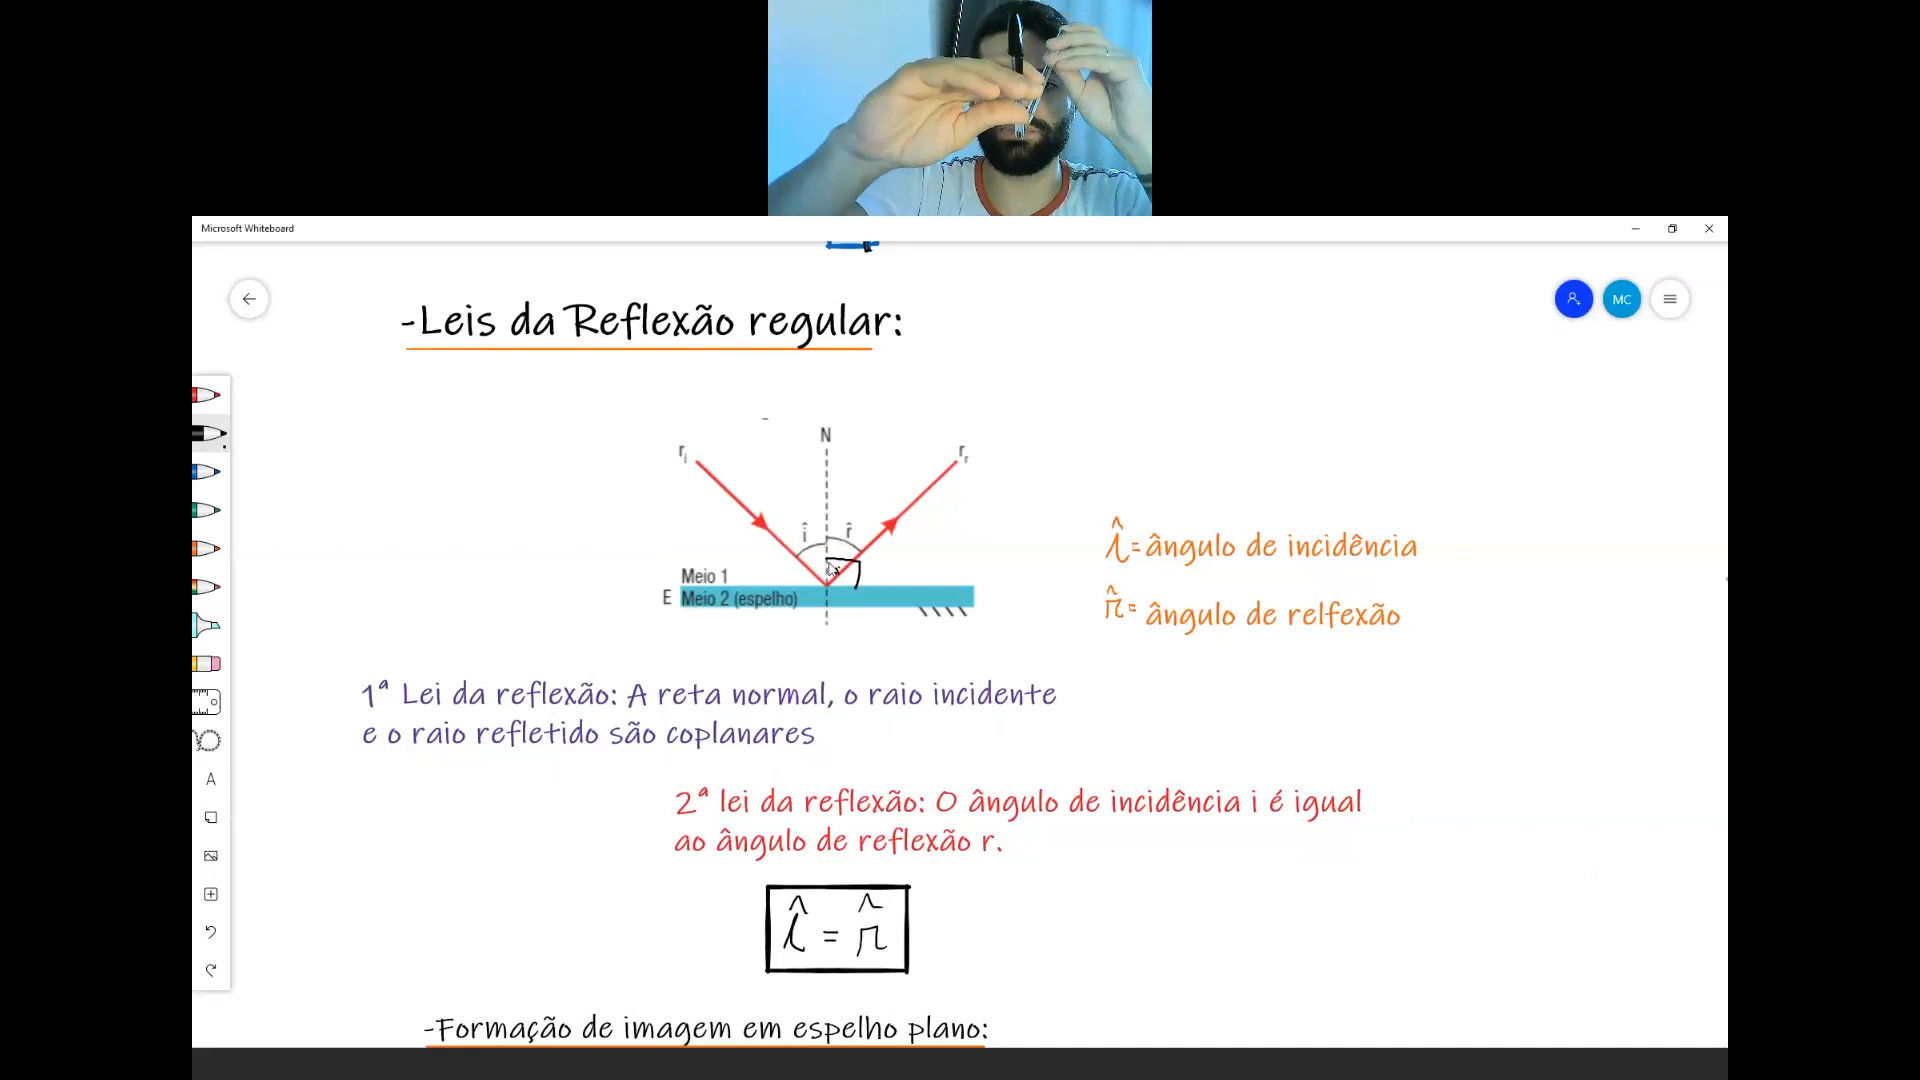 Microsoft Whiteboard
MC
-Leis da Reflexão regular:
N
rᵢ
rᵣ
î
r̂
î = ângulo de incidência
r̂ = ângulo de relfexão
Meio 1
E Meio 2 (espelho)
1ª Lei da reflexão: A reta normal, o raio incidente
e o raio refletido são coplanares
2ª lei da reflexão: O ângulo de incidência i é igual
ao ângulo de reflexão r.
î = r̂
A
-Formação de imagem em espelho plano: